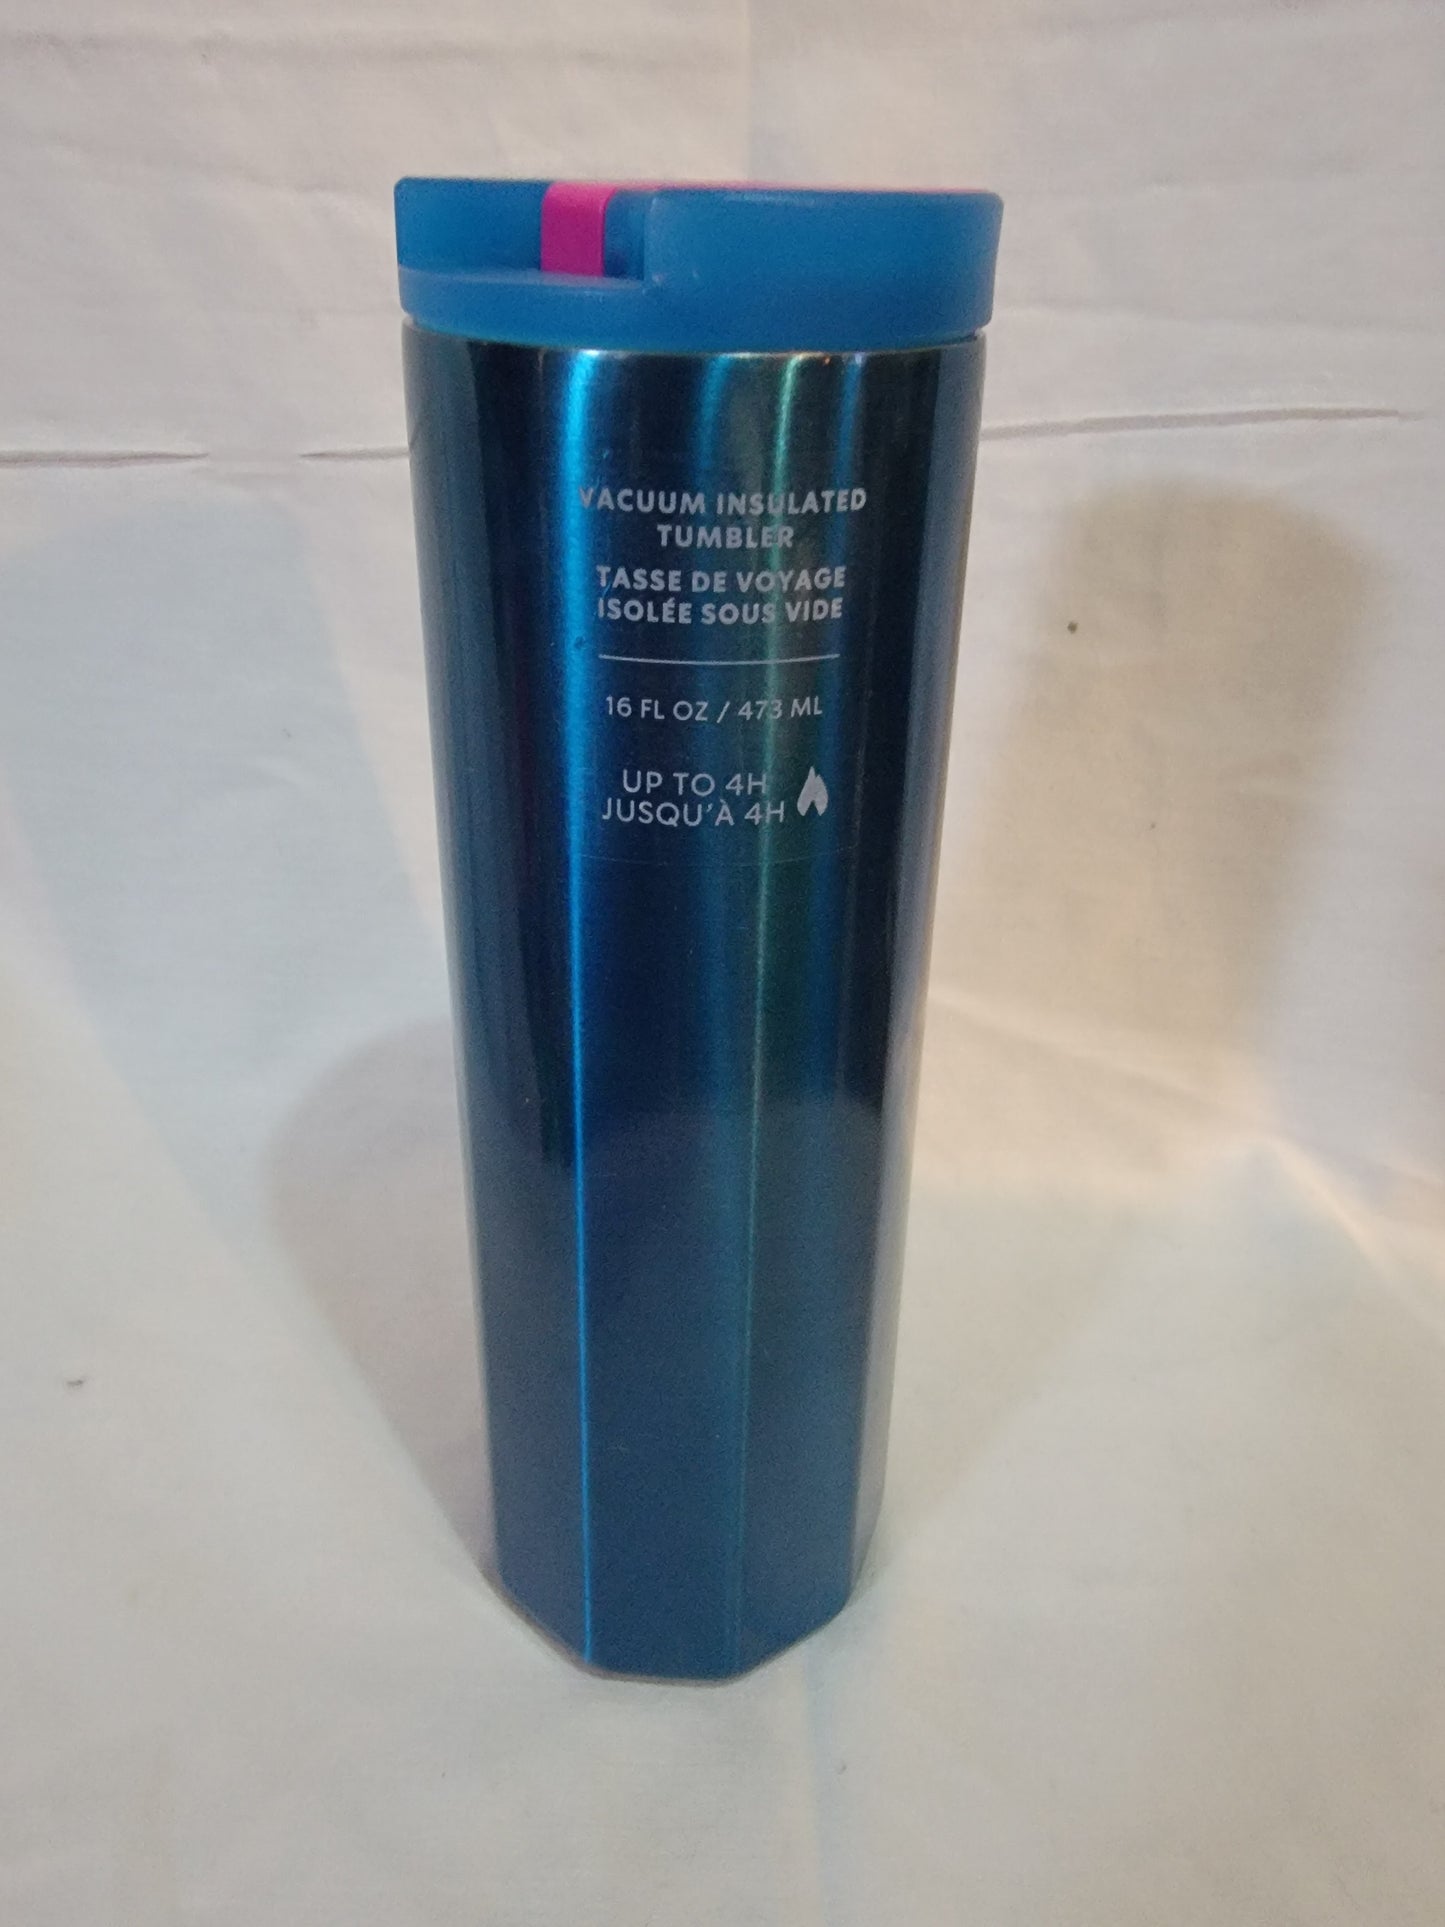 VACUUM INSULATED
TUMBLER
TASSE DE VOYAGE
ISOLÉE SOUS VIDE
16 FL OZ / 473 ML
UP TO 4H
JUSQU'À 4H